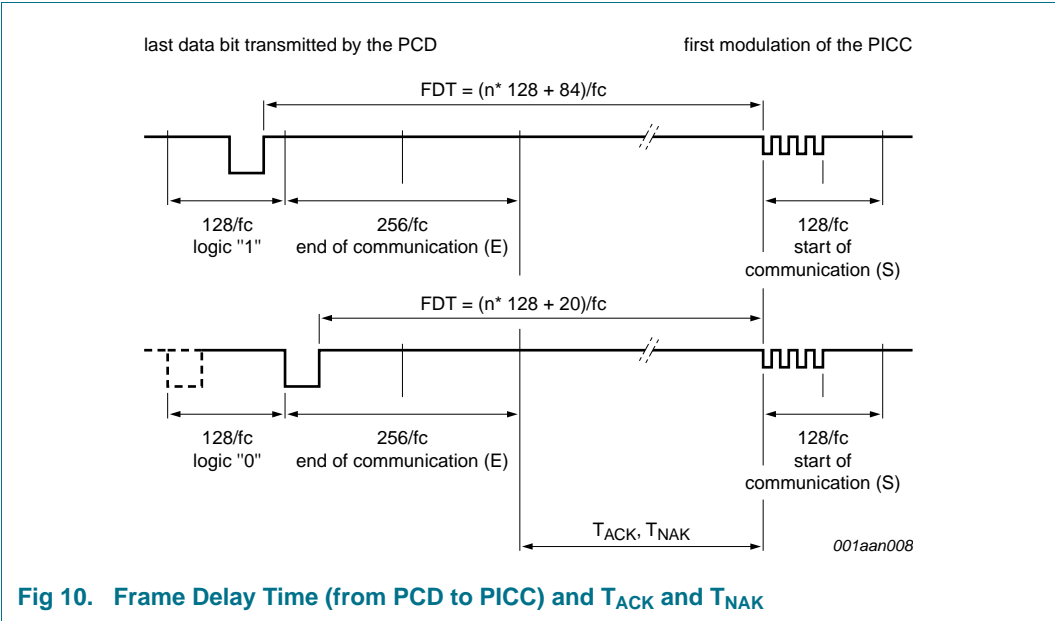 last data bit transmitted by the PCD
first modulation of the PICC
FDT = (n* 128 + 84)/fc
128/fc
logic "1"
256/fc
end of communication (E)
128/fc
start of
communication (S)
FDT = (n* 128 + 20)/fc
128/fc
logic "0"
256/fc
end of communication (E)
128/fc
start of
communication (S)
TACK, TNAK
001aan008
Fig 10. Frame Delay Time (from PCD to PICC) and TACK and TNAK